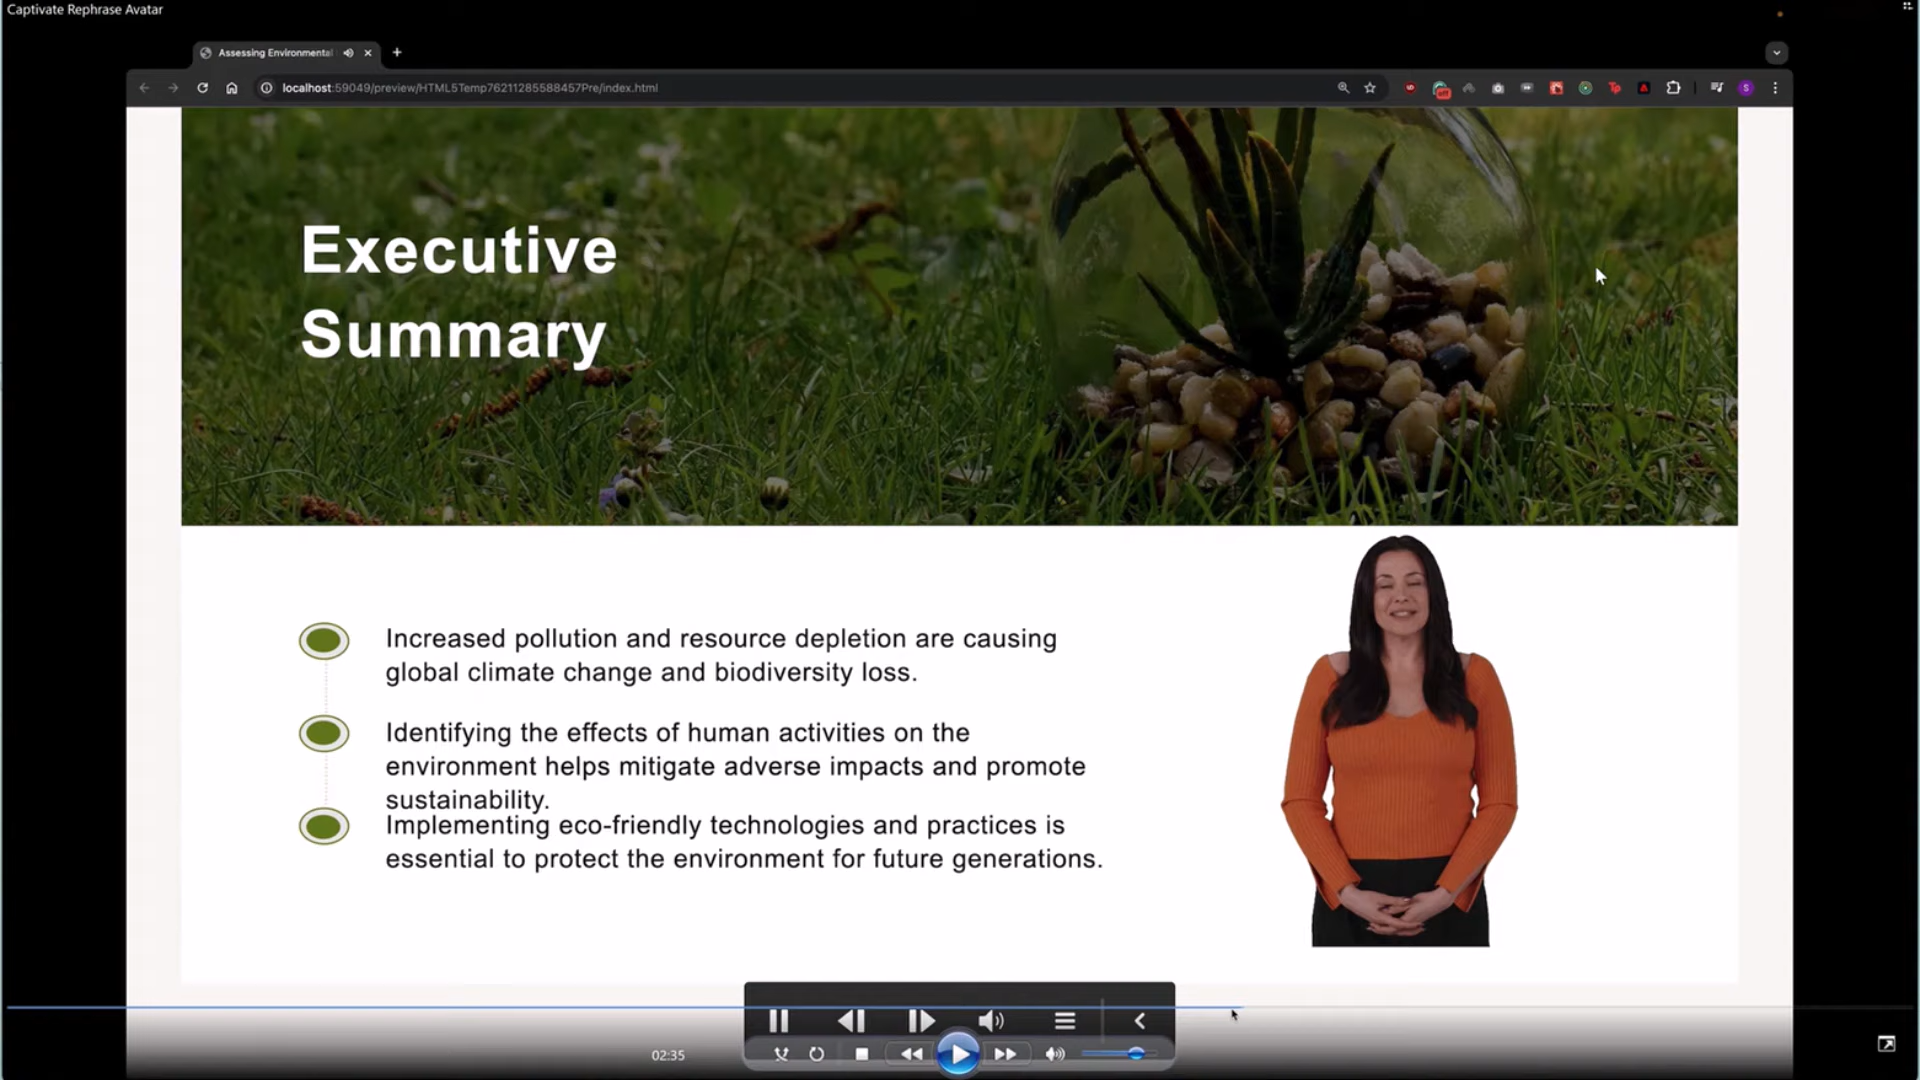 Captivate Rephrase Avatar
Assessing Environmental
localhost:59049/preview/HTML5Temp76211285588457Pre/index.html
off
S
Executive
Summary
Increased pollution and resource depletion are causing
global climate change and biodiversity loss.
Identifying the effects of human activities on the
environment helps mitigate adverse impacts and promote
sustainability.
Implementing eco-friendly technologies and practices is
essential to protect the environment for future generations.
02:35